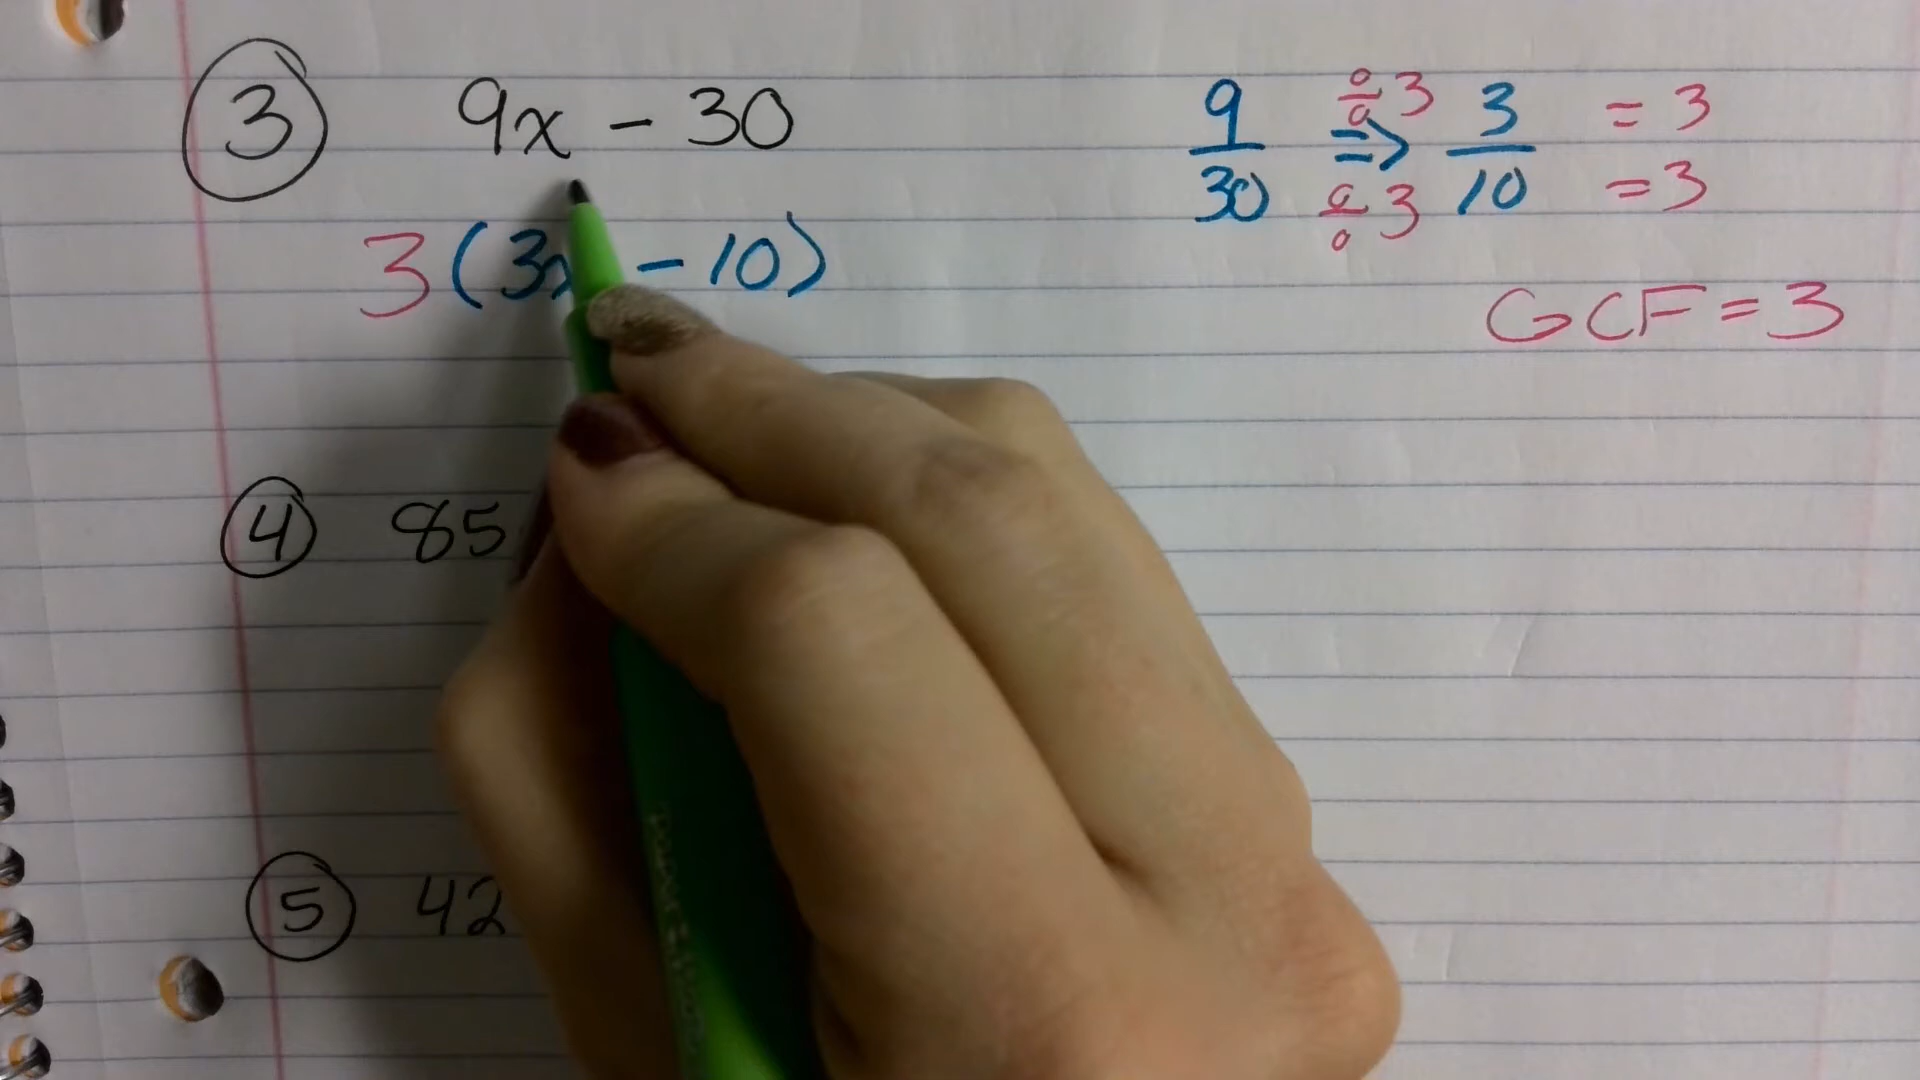 ③ 9x - 30
3(3x - 10)
9/30 ÷3 ÷3 => 3/10 = 3 = 3
GCF = 3
④ 85
⑤ 42
papermate